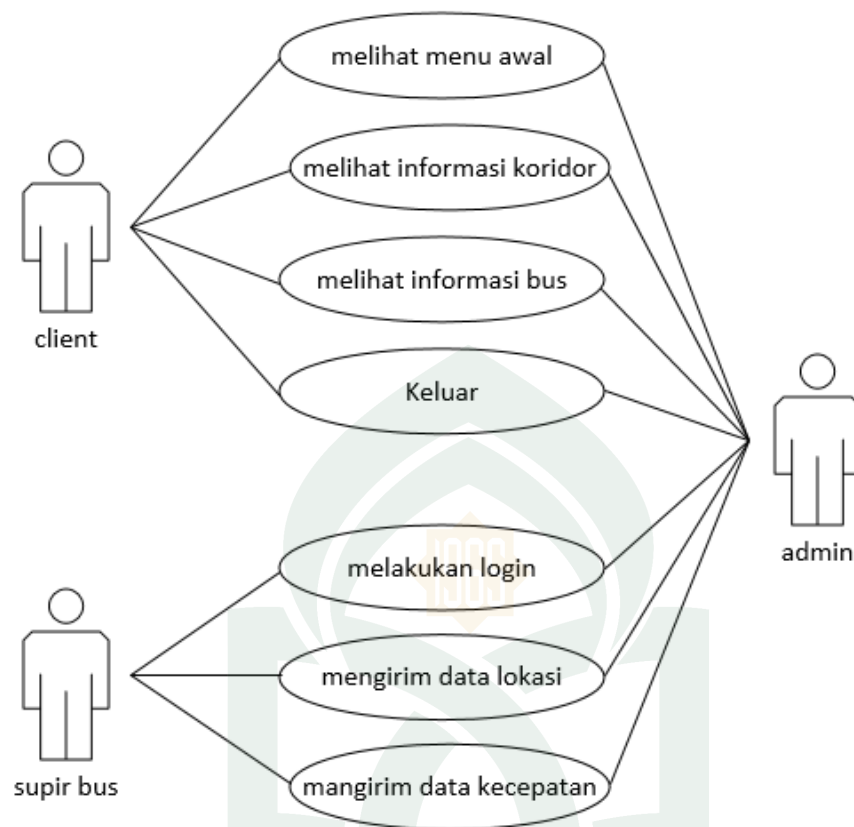 melihat menu awal
melihat informasi koridor
melihat informasi bus
client
Keluar
admin
melakukan login
mengirim data lokasi
supir bus
mangirim data kecepatan